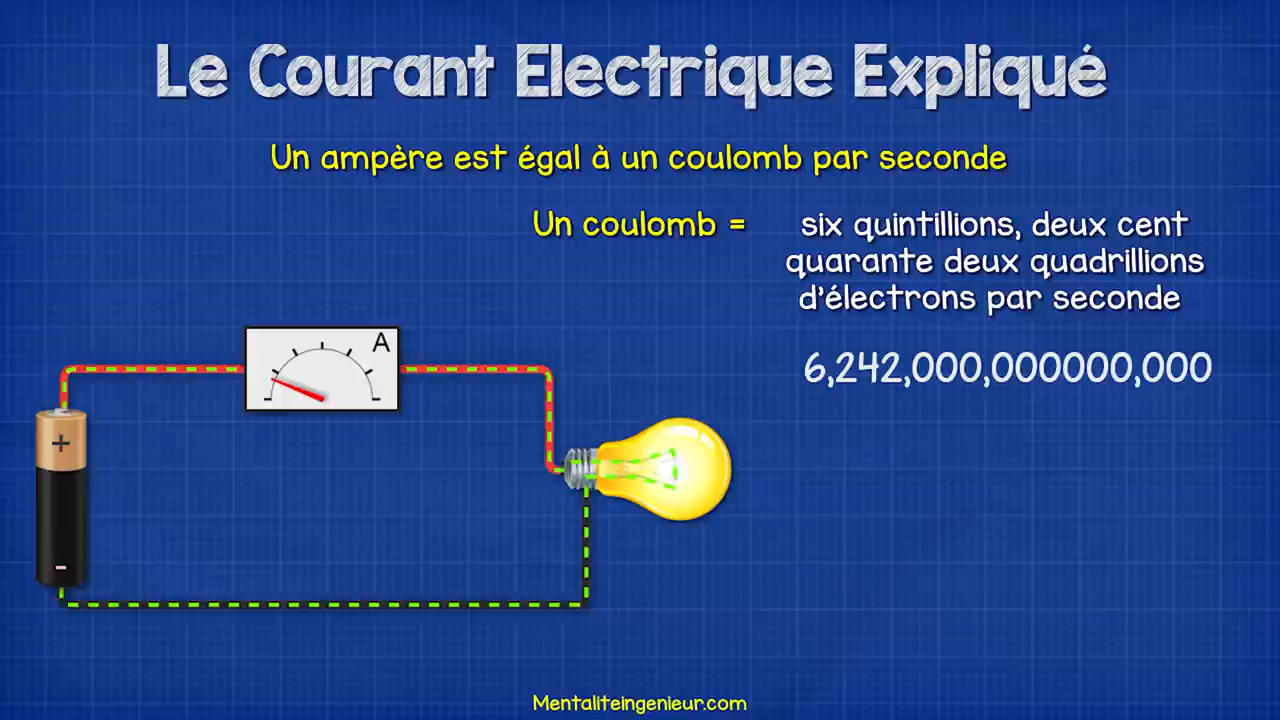 Le Courant Electrique Expliqué
Un ampère est égal à un coulomb par seconde
Un coulomb = six quintillions, deux cent
quarante deux quadrillions
d'électrons par seconde
6,242,000,000000,000
A
+
-
Mentaliteingenieur.com